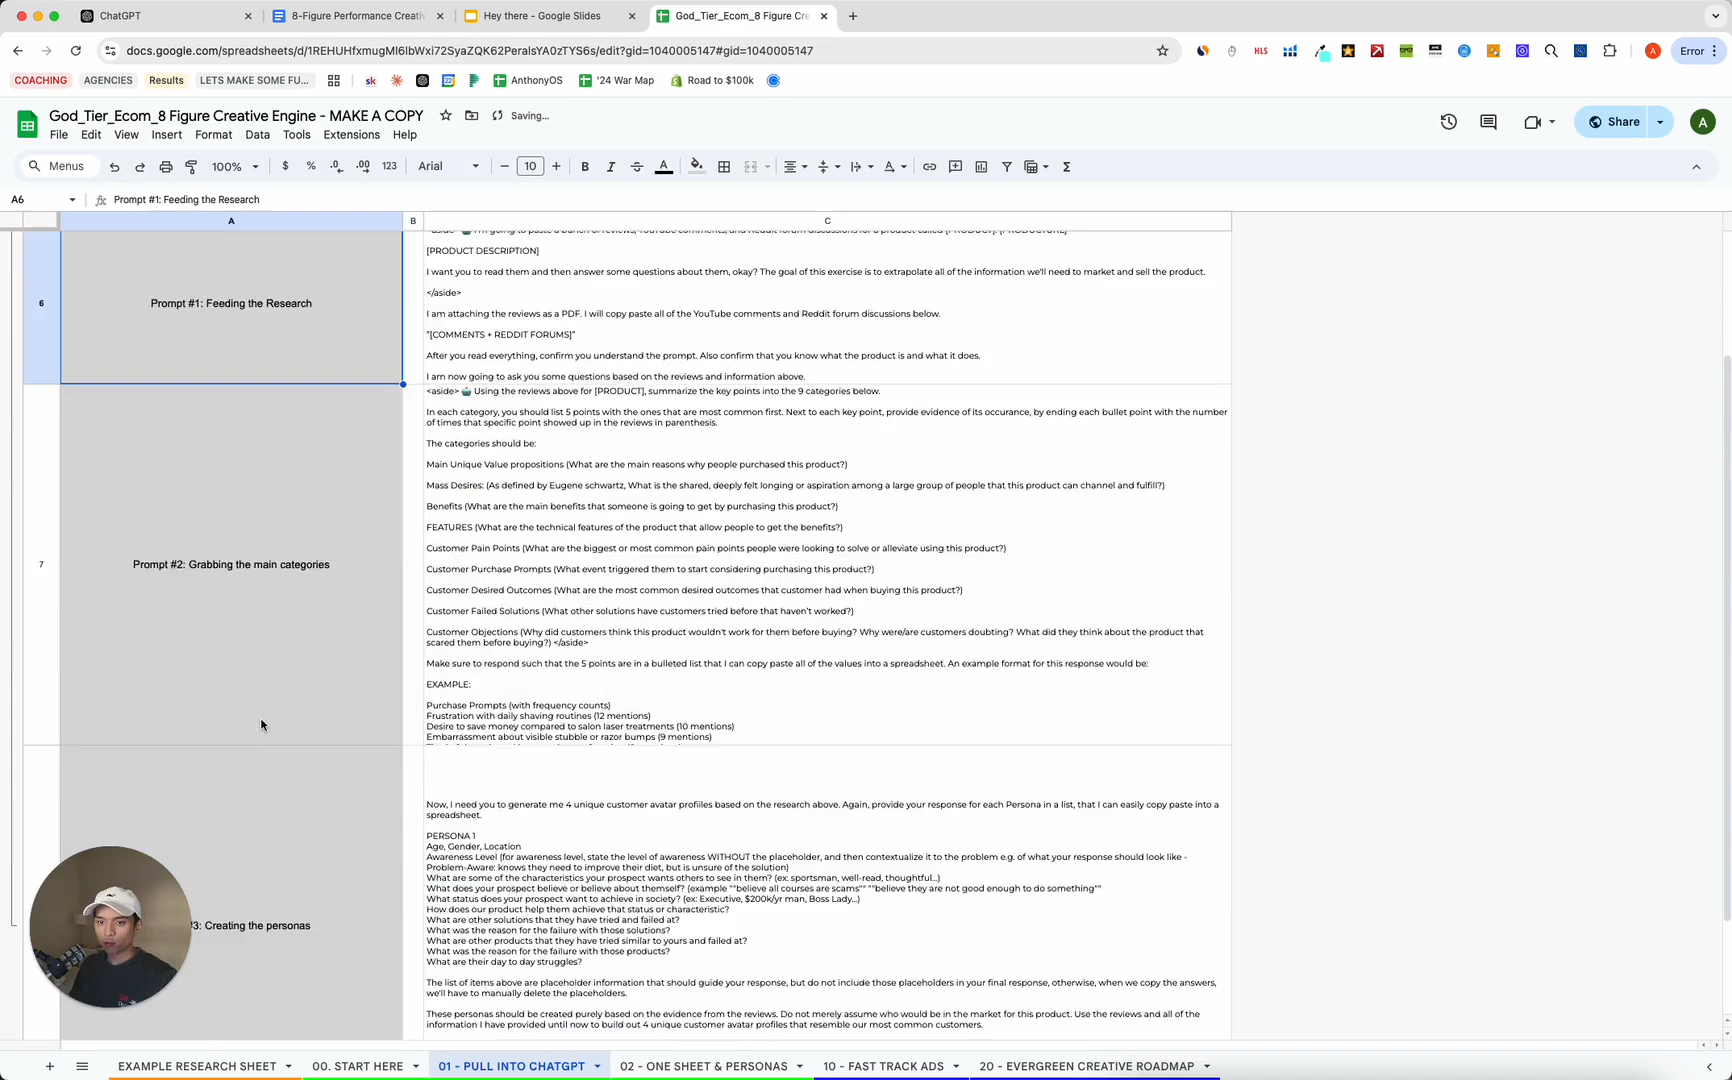 ChatGPT
8-Figure Performance Creativ
Hey there - Google Slides
God_Tier_Ecom_8 Figure Cre
docs.google.com/spreadsheets/d/1REHUHfxmugMl6lbWxi72SyaZQK62PeralsYA0zTYS6s/edit?gid=1040005147#gid=1040005147
HLS
Error
COACHING
AGENCIES
Results
LETS MAKE SOME FU...
sk
AnthonyOS
'24 War Map
Road to $100k
God_Tier_Ecom_8 Figure Creative Engine - MAKE A COPY
Saving...
File Edit View Insert Format Data Tools Extensions Help
Share
A
Menus
100%
$ % .0 .00 123
Arial
10
A6
Prompt #1: Feeding the Research
A B C
6
Prompt #1: Feeding the Research
[PRODUCT DESCRIPTION]
I want you to read them and then answer some questions about them, okay? The goal of this exercise is to extrapolate all of the information we'll need to market and sell the product.
</aside>
I am attaching the reviews as a PDF. I will copy paste all of the YouTube comments and Reddit forum discussions below.
"[COMMENTS + REDDIT FORUMS]"
After you read everything, confirm you understand the prompt. Also confirm that you know what the product is and what it does.
I am now going to ask you some questions based on the reviews and information above.
7
Prompt #2: Grabbing the main categories
<aside> 🤖 Using the reviews above for [PRODUCT], summarize the key points into the 9 categories below.
In each category, you should list 5 points with the ones that are most common first. Next to each key point, provide evidence of its occurance, by ending each bullet point with the number
of times that specific point showed up in the reviews in parenthesis.
The categories should be:
Main Unique Value propositions (What are the main reasons why people purchased this product?)
Mass Desires: (As defined by Eugene schwartz, What is the shared, deeply felt longing or aspiration among a large group of people that this product can channel and fulfill?)
Benefits (What are the main benefits that someone is going to get by purchasing this product?)
FEATURES (What are the technical features of the product that allow people to get the benefits?)
Customer Pain Points (What are the biggest or most common pain points people were looking to solve or alleviate using this product?)
Customer Purchase Prompts (What event triggered them to start considering purchasing this product?)
Customer Desired Outcomes (What are the most common desired outcomes that customer had when buying this product?)
Customer Failed Solutions (What other solutions have customers tried before that haven't worked?)
Customer Objections (Why did customers think this product wouldn't work for them before buying? Why were/are customers doubting? What did they think about the product that
scared them before buying?) </aside>
Make sure to respond such that the 5 points are in a bulleted list that I can copy paste all of the values into a spreadsheet. An example format for this response would be:
EXAMPLE:
Purchase Prompts (with frequency counts)
Frustration with daily shaving routines (12 mentions)
Desire to save money compared to salon laser treatments (10 mentions)
Embarrassment about visible stubble or razor bumps (9 mentions)
#3: Creating the personas
Now, I need you to generate me 4 unique customer avatar profiles based on the research above. Again, provide your response for each Persona in a list, that I can easily copy paste into a
spreadsheet.
PERSONA 1
Age, Gender, Location
Awareness Level (for awareness level, state the level of awareness WITHOUT the placeholder, and then contextualize it to the problem e.g. of what your response should look like -
Problem-Aware: knows they need to improve their diet, but is unsure of the solution)
What are some of the characteristics your prospect wants others to see in them? (ex: sportsman, well-read, thoughtful...)
What does your prospect believe or believe about themself? (example ""believe all courses are scams"" ""believe they are not good enough to do something""
What status does your prospect want to achieve in society? (ex: Executive, $200k/yr man, Boss Lady...)
How does our product help them achieve that status or characteristic?
What are other solutions that they have tried and failed at?
What was the reason for the failure with those solutions?
What are other products that they have tried similar to yours and failed at?
What was the reason for the failure with those products?
What are their day to day struggles?
The list of items above are placeholder information that should guide your response, but do not include those placeholders in your final response, otherwise, when we copy the answers,
we'll have to manually delete the placeholders.
These personas should be created purely based on the evidence from the reviews. Do not merely assume who would be in the market for this product. Use the reviews and all of the
information I have provided until now to build out 4 unique customer avatar profiles that resemble our most common customers.
EXAMPLE RESEARCH SHEET
00. START HERE
01 - PULL INTO CHATGPT
02 - ONE SHEET & PERSONAS
10 - FAST TRACK ADS
20 - EVERGREEN CREATIVE ROADMAP